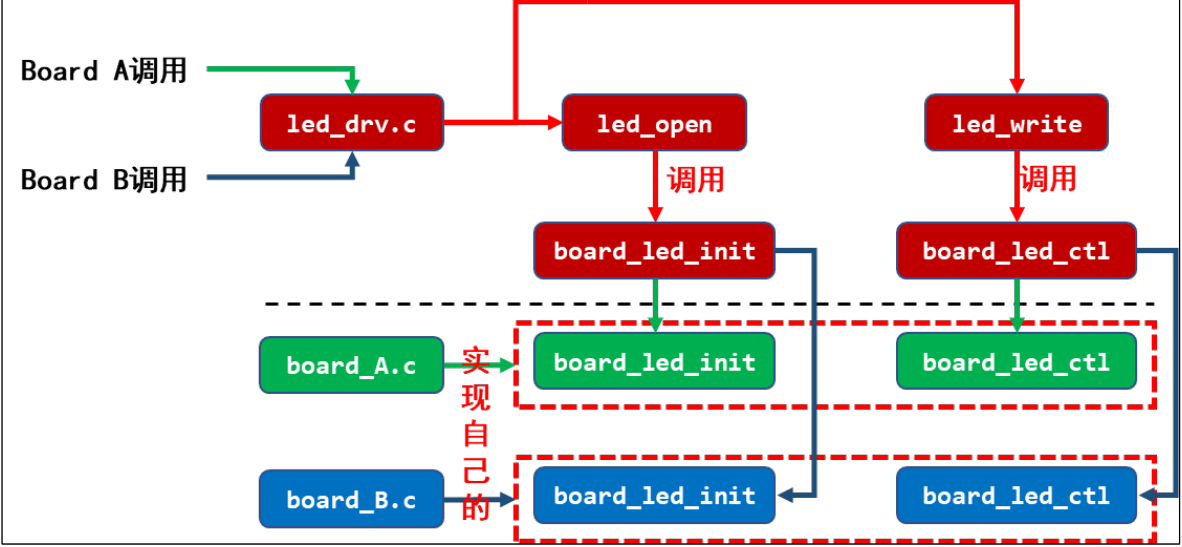 Board A调用
led_drv.c
led_open
led_write
Board B调用
调用
调用
board_led_init
board_led_ctl
board_A.c
board_led_init
board_led_ctl
实
现
自
己
的
board_B.c
board_led_init
board_led_ctl